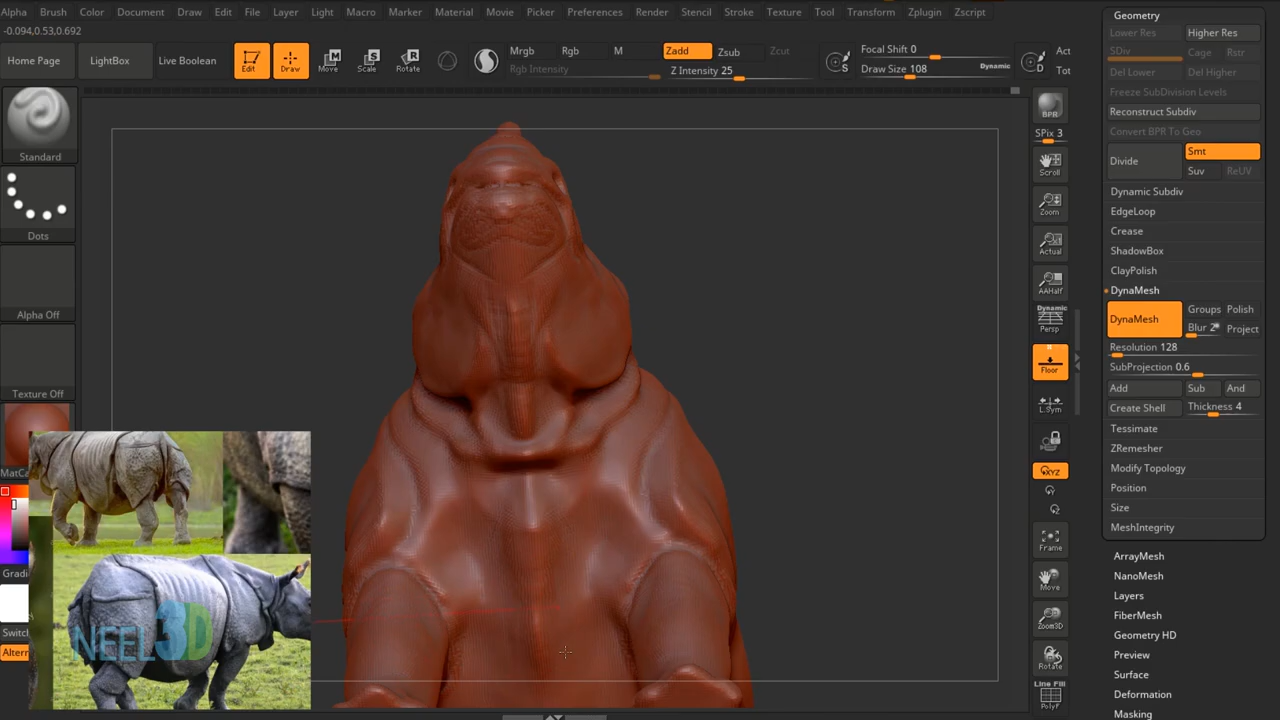 Alpha Brush Color Document Draw Edit File Layer Light Macro Marker Material Movie Picker Preferences Render Stencil Stroke Texture Tool Transform Zplugin Zscript
-0.094,0.53,0.692
Home Page LightBox Live Boolean Edit Draw Move Scale Rotate
Mrgb Rgb M Zadd Zsub Zcut
Rgb Intensity Z Intensity 25
Focal Shift 0
Draw Size 108 Dynamic
S D
Act
Tot
Standard
Dots
Alpha Off
Texture Off
MatCa
Gradi
Switch
Altern
NEEL3D
BPR
SPix 3
Scroll
Zoom
Actual
AAHalf
Dynamic
Persp
Floor
L.Sym
XYZ
Frame
Move
Zoom3D
Rotate
Line Fill
PolyF
Geometry
Lower Res Higher Res
SDiv Cage Rstr
Del Lower Del Higher
Freeze SubDivision Levels
Reconstruct Subdiv
Convert BPR To Geo
Divide Smt
Suv ReUV
Dynamic Subdiv
EdgeLoop
Crease
ShadowBox
ClayPolish
DynaMesh
DynaMesh Groups Polish
Blur 2 Project
Resolution 128
SubProjection 0.6
Add Sub And
Create Shell Thickness 4
Tessimate
ZRemesher
Modify Topology
Position
Size
MeshIntegrity
ArrayMesh
NanoMesh
Layers
FiberMesh
Geometry HD
Preview
Surface
Deformation
Masking